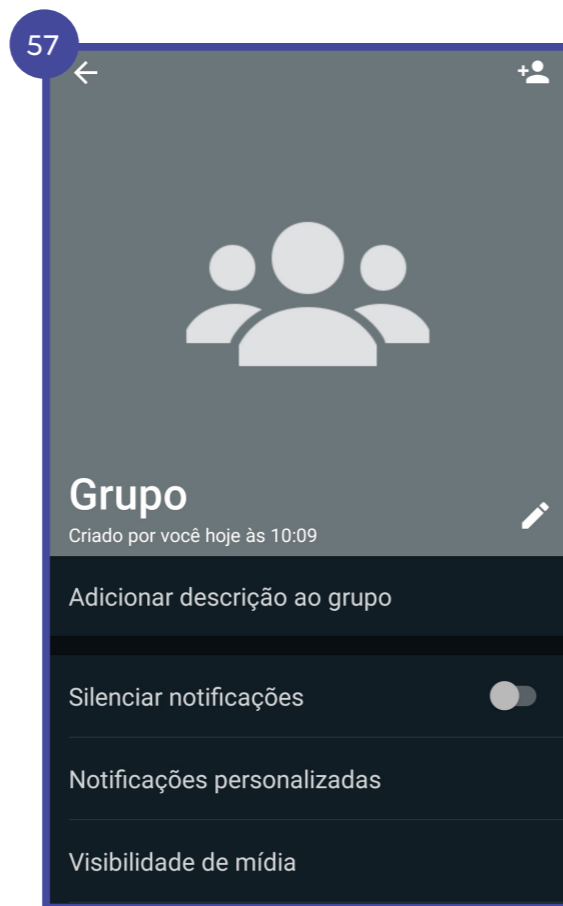 57
Grupo
Criado por você hoje às 10:09
Adicionar descrição ao grupo
Silenciar notificações
Notificações personalizadas
Visibilidade de mídia